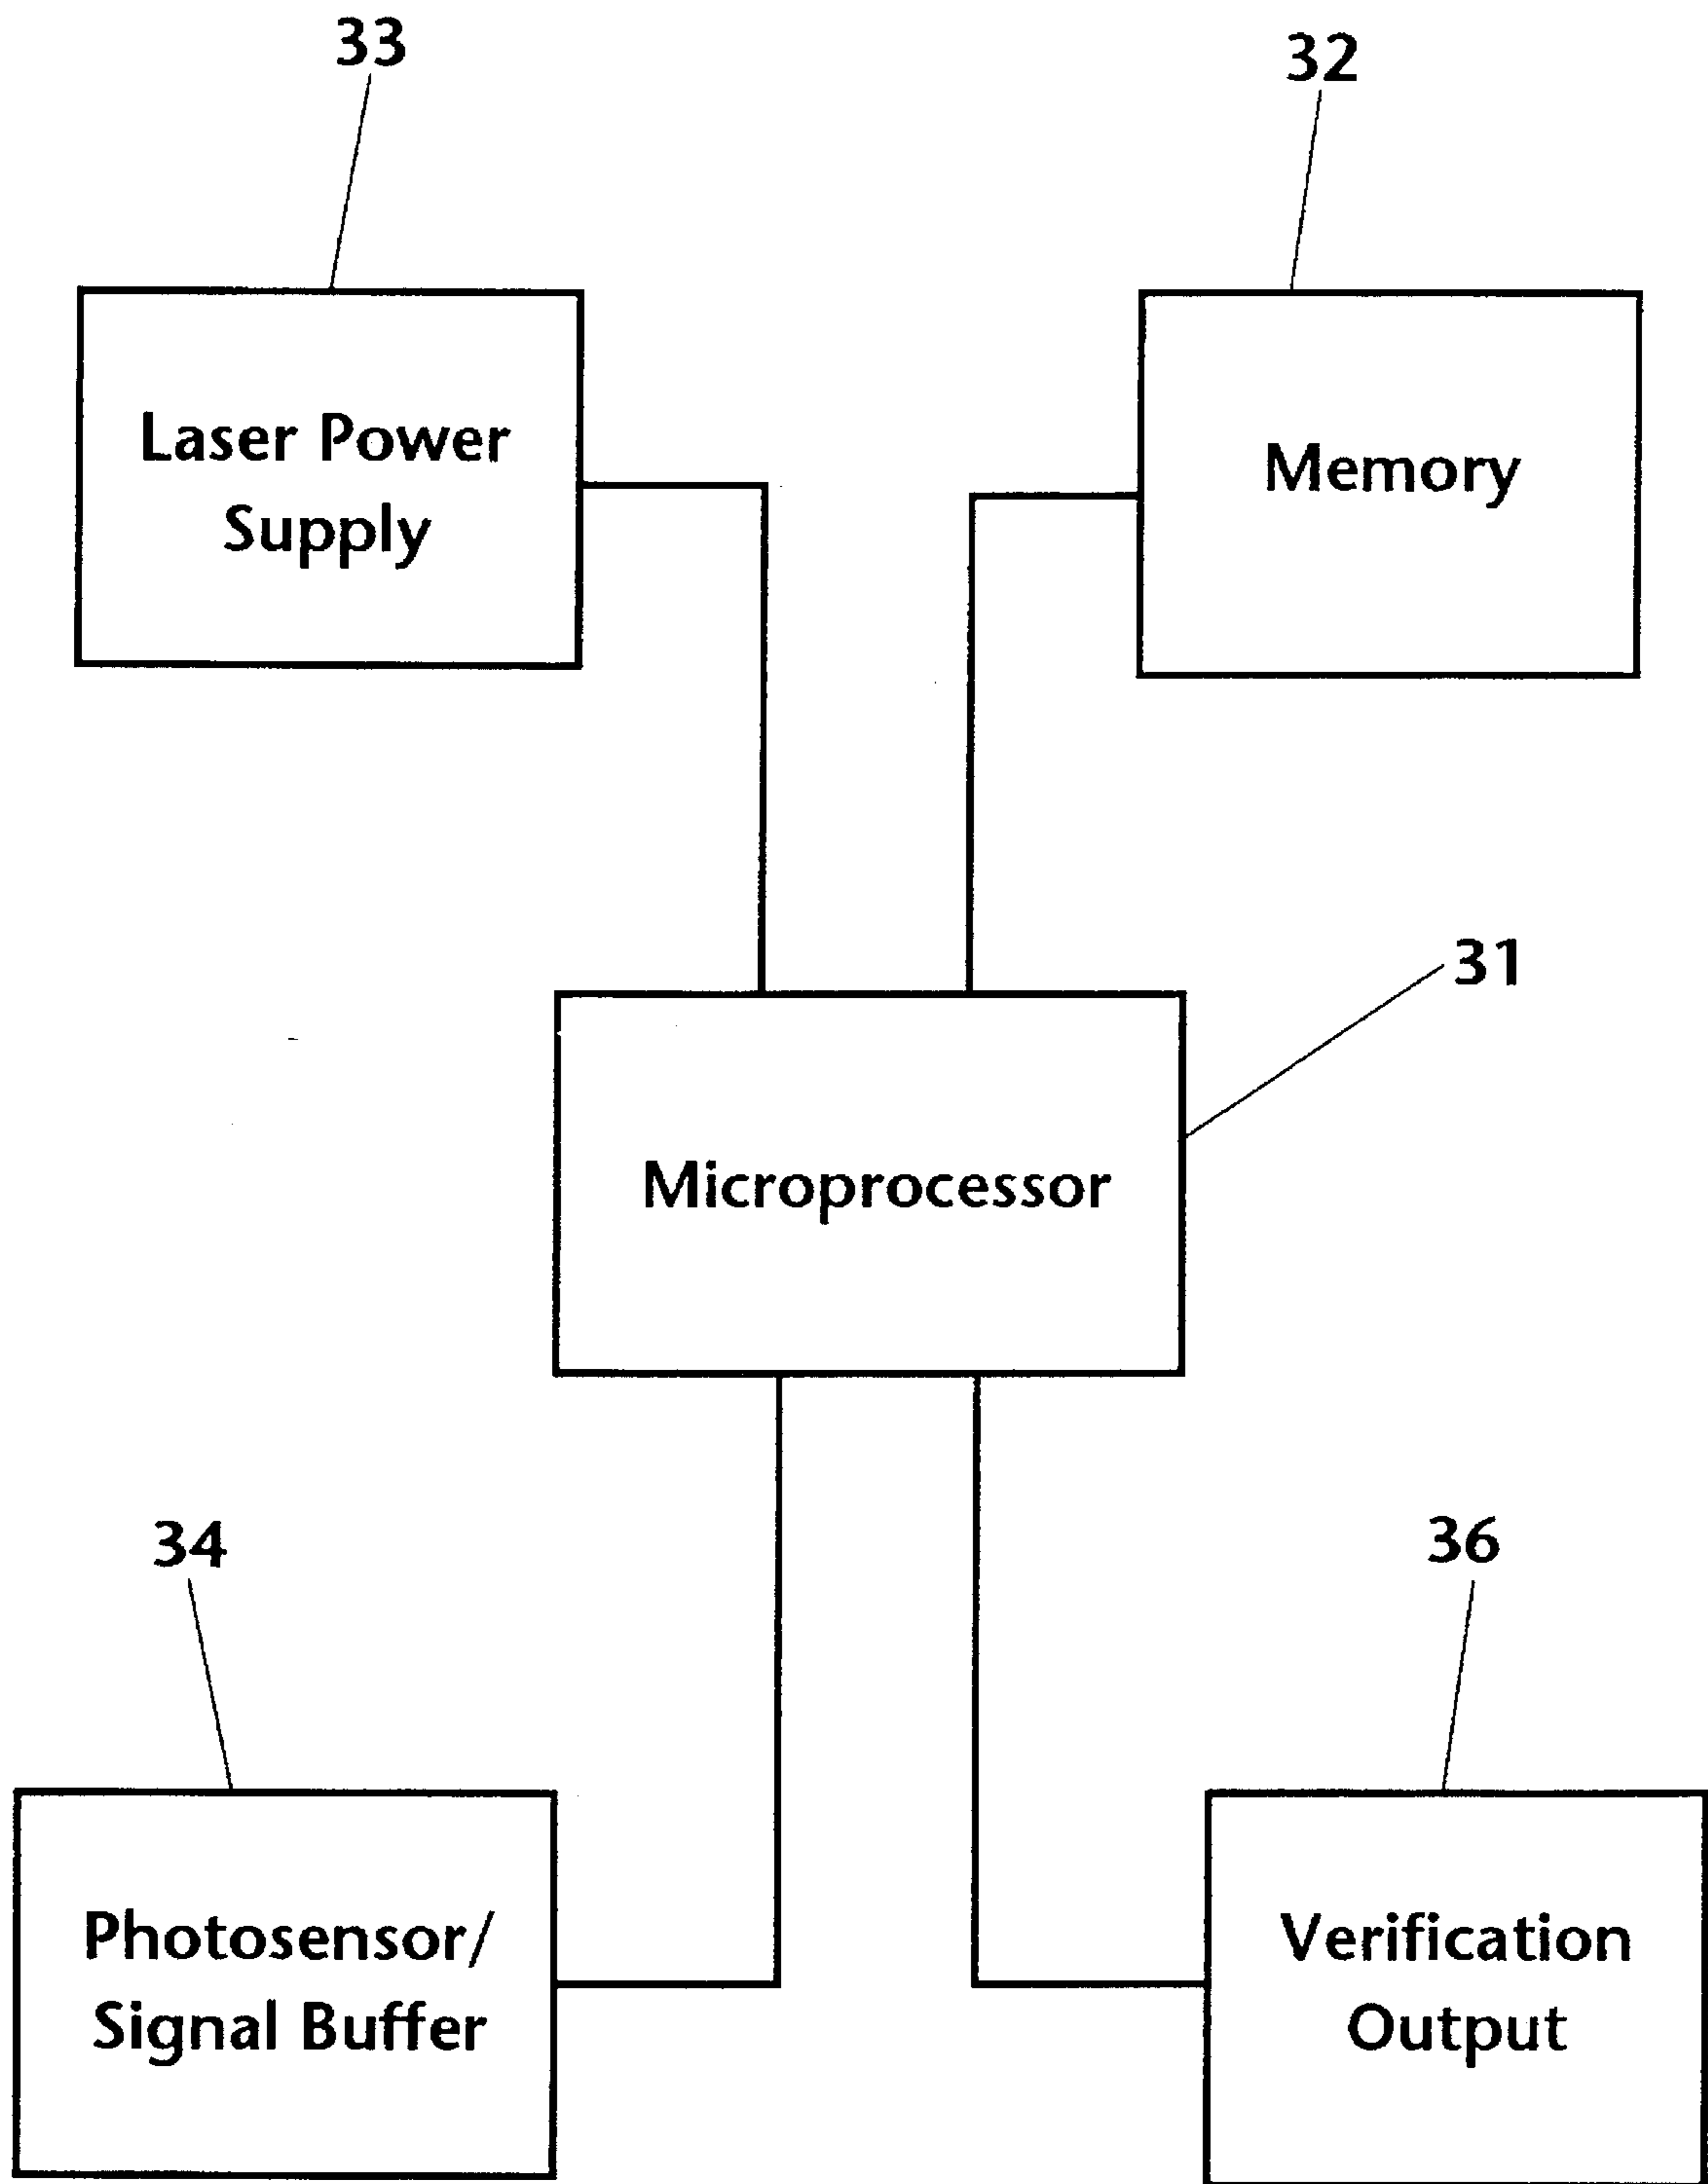 33
32
Laser Power
Supply
Memory
31
Microprocessor
34
36
Photosensor/
Signal Buffer
Verification
Output